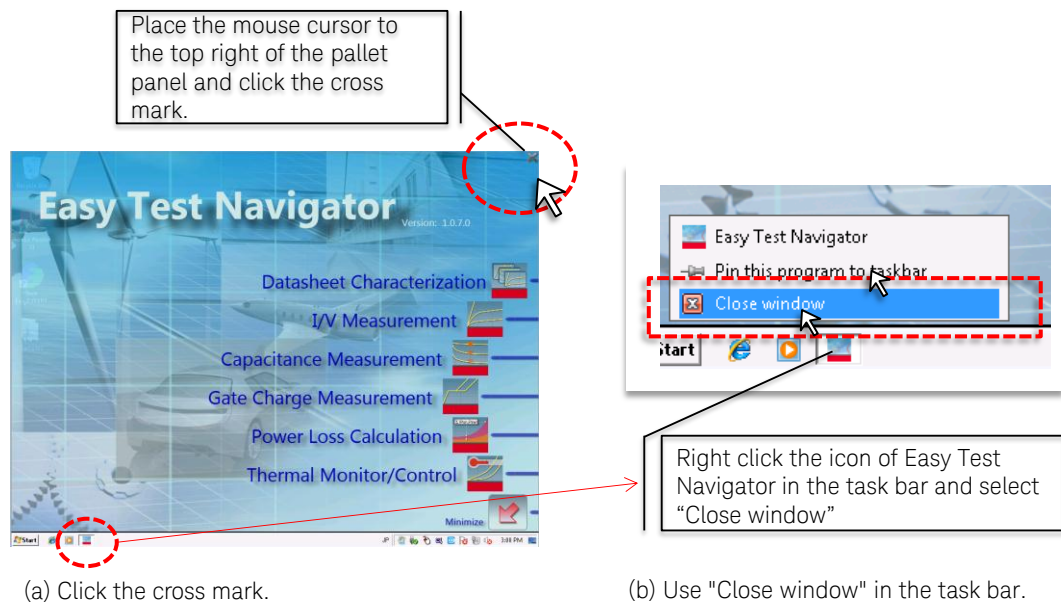 Place the mouse cursor to
the top right of the pallet
panel and click the cross
mark.
Easy Test Navigator
Version: 1.0.7.0
Datasheet Characterization
I/V Measurement
Capacitance Measurement
Gate Charge Measurement
Power Loss Calculation
Thermal Monitor/Control
Minimize
Start
JP
3:08 PM
Easy Test Navigator
Pin this program to taskbar
Close window
Start
Right click the icon of Easy Test
Navigator in the task bar and select
“Close window”
(a) Click the cross mark.
(b) Use "Close window" in the task bar.